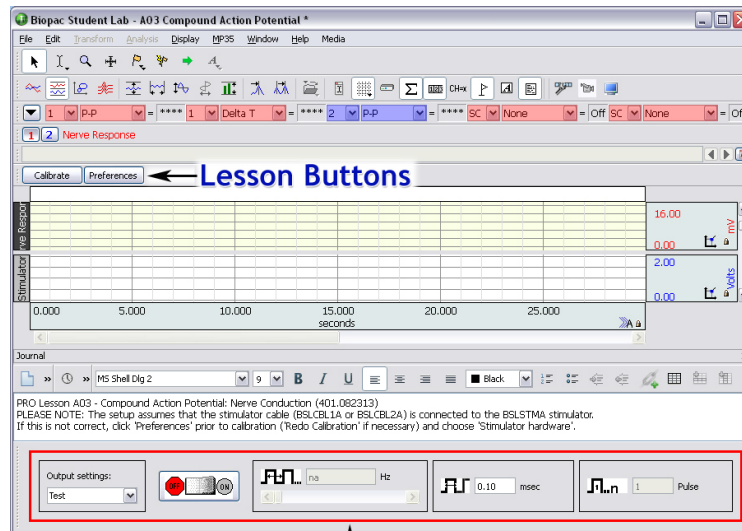 Biopac Student Lab - A03 Compound Action Potential *
File Edit Transform Analysis Display MP35 Window Help Media
1 P-P = **** 1 Delta T = **** 2 P-P = **** SC None = Off SC None = Of
1 2 Nerve Response
Calibrate Preferences Lesson Buttons
rve Respo
16.00
mV
0.00
Stimulator
2.00
Volts
0.00
0.000 5.000 10.000 15.000 20.000 25.000
seconds
Journal
MS Shell Dlg 2 9 B I U Black
PRO Lesson A03 - Compound Action Potential: Nerve Conduction (401.082313)
PLEASE NOTE: The setup assumes that the stimulator cable (BSLCBL1A or BSLCBL2A) is connected to the BSLSTMA stimulator.
If this is not correct, click 'Preferences' prior to calibration ('Redo Calibration' if necessary) and choose 'Stimulator hardware'.
Output settings:
Test OFF ON na Hz 0.10 msec n 1 Pulse